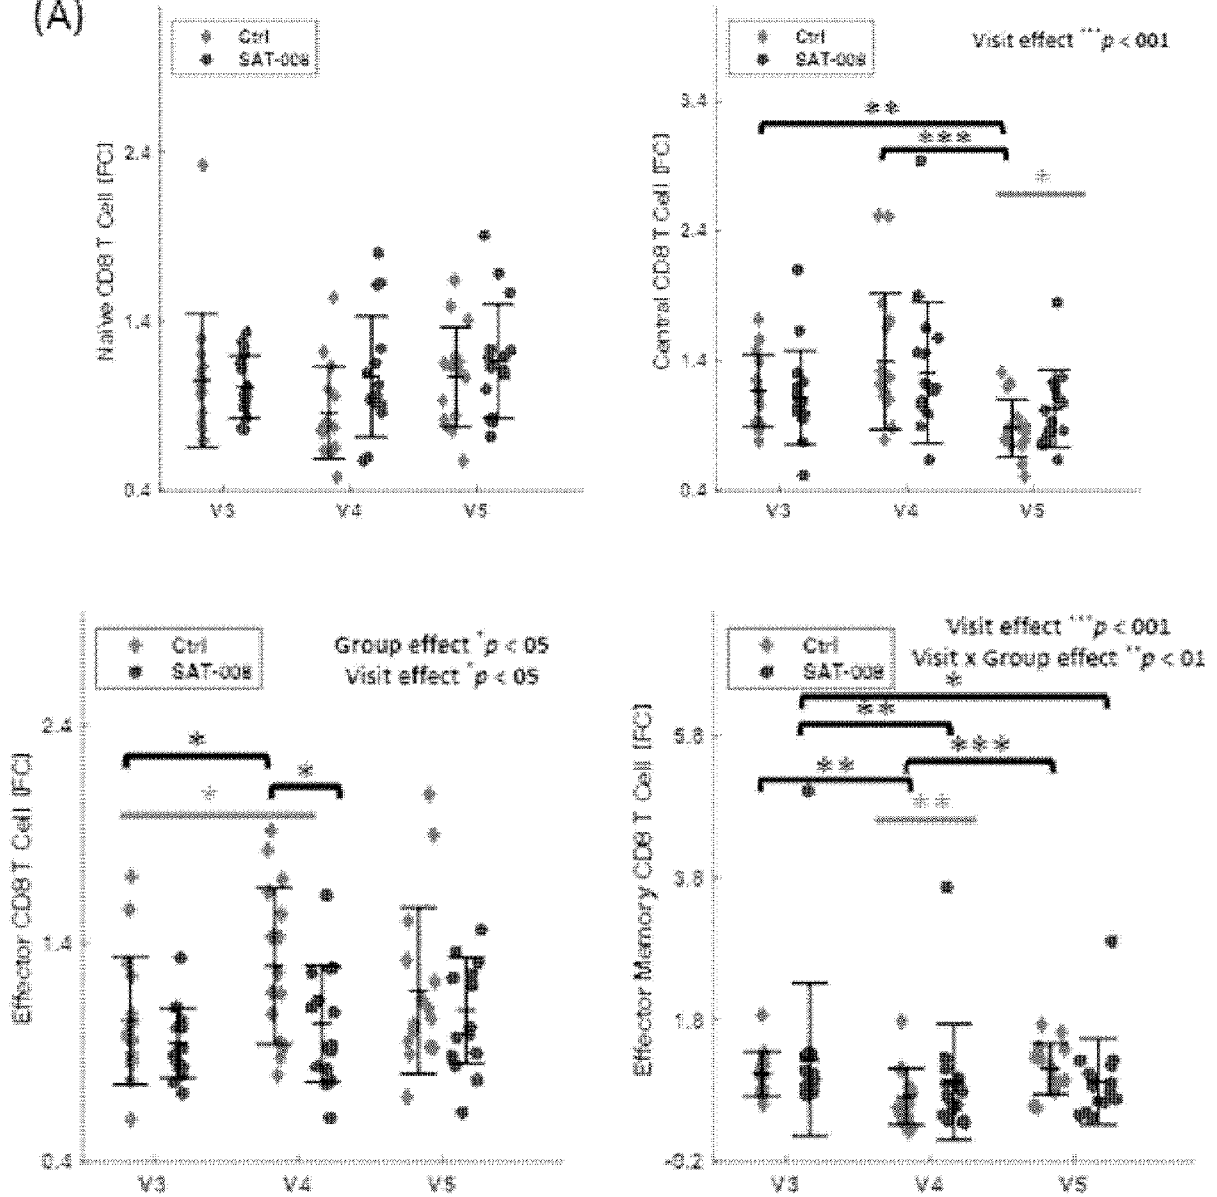 (A)
Ctrl
SAT-008
Naïve CD8 T Cell [FC]
2.4
1.4
0.4
V3
V4
V5
Ctrl
SAT-008
Visit effect ***p < 001
Central CD8 T Cell [FC]
3.4
2.4
1.4
0.4
**
***
*
V3
V4
V5
Ctrl
SAT-008
Group effect *p < 05
Visit effect *p < 05
Effector CD8 T Cell [FC]
2.4
1.4
0.4
*
*
*
V3
V4
V5
Ctrl
SAT-008
Visit effect ***p < 001
Visit x Group effect **p < 01
Effector Memory CD8 T Cell [FC]
5.8
3.8
1.8
-0.2
*
**
***
**
**
V3
V4
V5